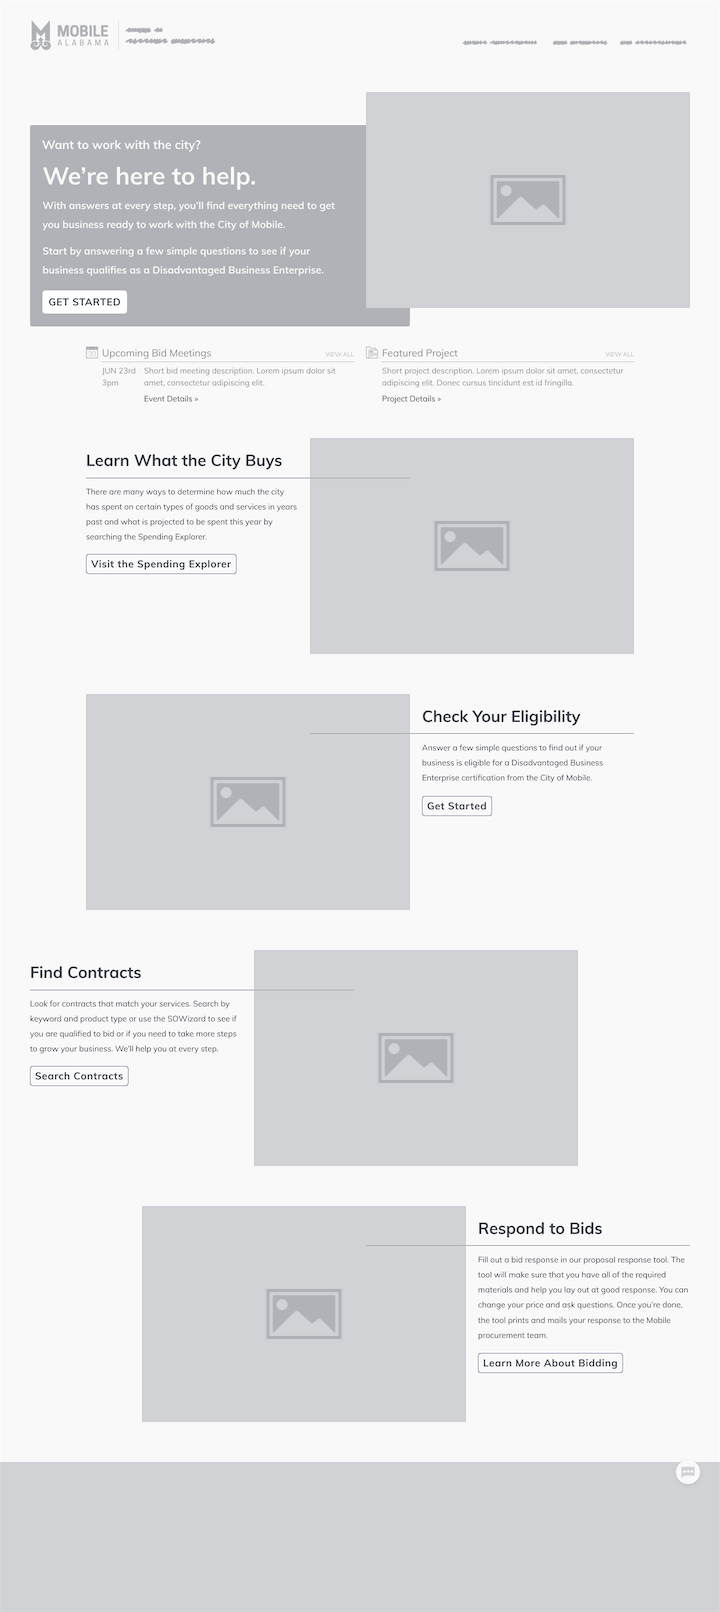 MOBILE
ALABAMA
Want to work with the city?
We're here to help.
With answers at every step, you'll find everything need to get
you business ready to work with the City of Mobile.
Start by answering a few simple questions to see if your
business qualifies as a Disadvantaged Business Enterprise.
GET STARTED
Upcoming Bid Meetings
VIEW ALL
JUN 23rd
3pm
Short bid meeting description. Lorem ipsum dolor sit
amet, consectetur adipiscing elit.
Event Details »
Featured Project
VIEW ALL
Short project description. Lorem ipsum dolor sit amet, consectetur
adipiscing elit. Donec cursus tincidunt est id fringilla.
Project Details »
Learn What the City Buys
There are many ways to determine how much the city
has spent on certain types of goods and services in years
past and what is projected to be spent this year by
searching the Spending Explorer.
Visit the Spending Explorer
Check Your Eligibility
Answer a few simple questions to find out if your
business is eligible for a Disadvantaged Business
Enterprise certification from the City of Mobile.
Get Started
Find Contracts
Look for contracts that match your services. Search by
keyword and product type or use the SOWizard to see if
you are qualified to bid or if you need to take more steps
to grow your business. We'll help you at every step.
Search Contracts
Respond to Bids
Fill out a bid response in our proposal response tool. The
tool will make sure that you have all of the required
materials and help you lay out at good response. You can
change your price and ask questions. Once you're done,
the tool prints and mails your response to the Mobile
procurement team.
Learn More About Bidding